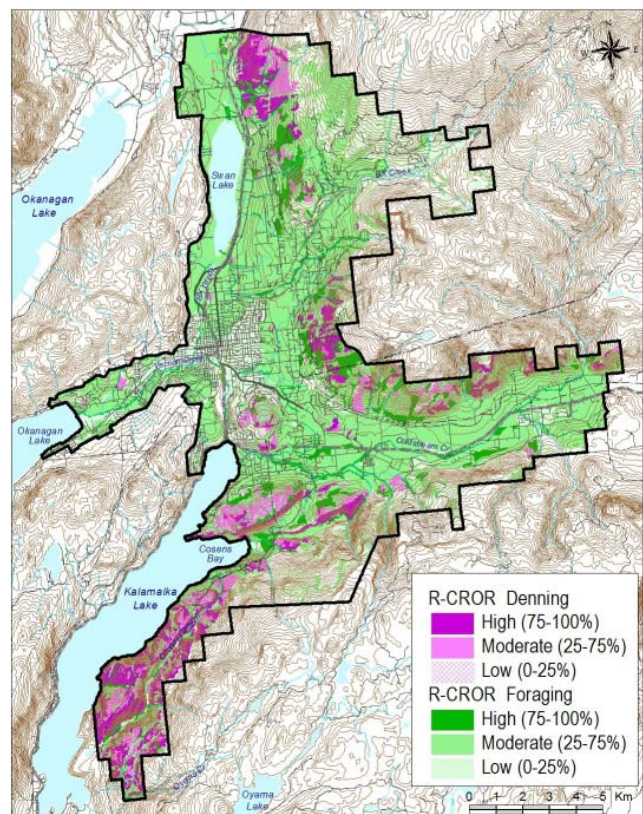 N
Okanagan
Lake
Swan
Lake
BX Creek
Okanagan
Lake
Coldstream Cr.
Cosens
Bay
Kalamalka
Lake
Oyama
Lake
R-CROR Denning
High (75-100%)
Moderate (25-75%)
Low (0-25%)
R-CROR Foraging
High (75-100%)
Moderate (25-75%)
Low (0-25%)
0 1 2 3 4 5 Km